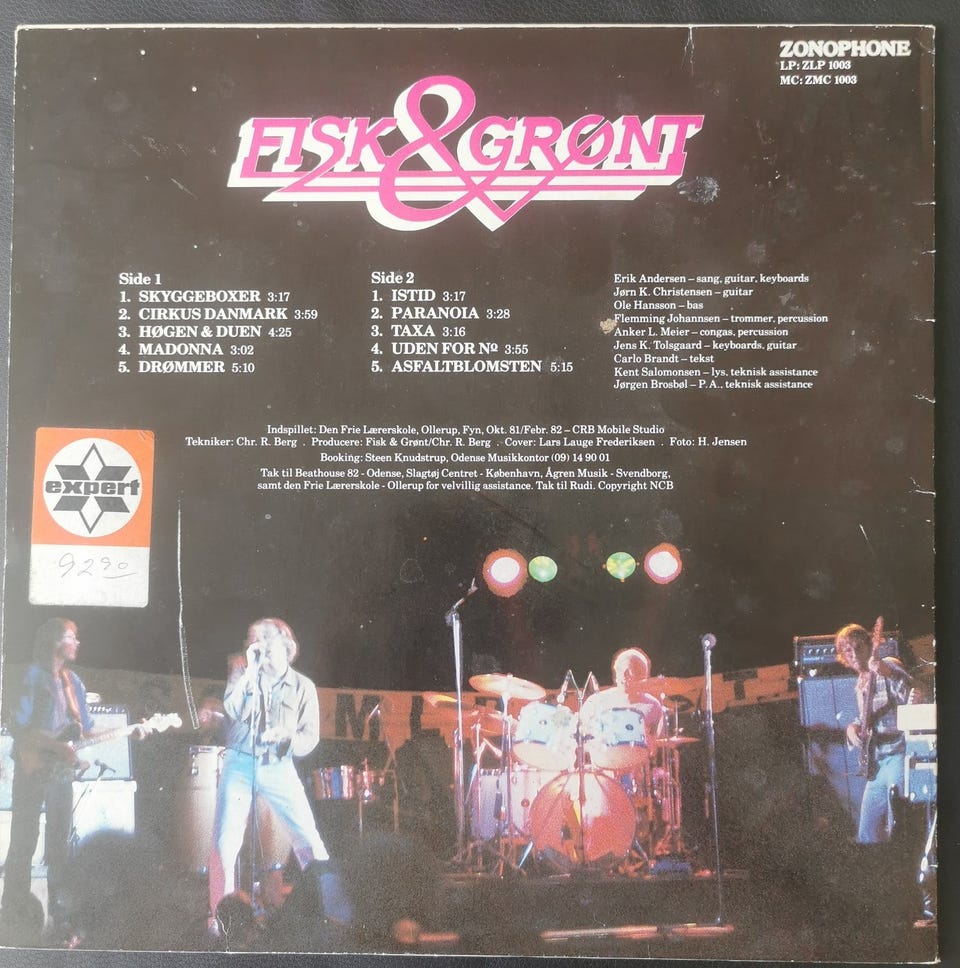 ZONOPHONE
LP: ZLP 1003
MC: ZMC 1003
FISK & GRØNT
Side 1
1. SKYGGEBOXER 3:17
2. CIRKUS DANMARK 3:59
3. HØGEN & DUEN 4:25
4. MADONNA 3:02
5. DRØMMER 5:10
Side 2
1. ISTID 3:17
2. PARANOIA 3:28
3. TAXA 3:16
4. UDEN FOR Nº 3:55
5. ASFALTBLOMSTEN 5:15
Erik Andersen – sang, guitar, keyboards
Jørn K. Christensen – guitar
Ole Hansson – bas
Flemming Johannsen – trommer, percussion
Anker L. Meier – congas, percussion
Jens K. Tolsgaard – keyboards, guitar
Carlo Brandt – tekst
Kent Salomonsen – lys, teknisk assistance
Jørgen Brosbøl – P.A., teknisk assistance
Indspillet: Den Frie Lærerskole, Ollerup, Fyn, Okt. 81/Febr. 82 – CRB Mobile Studio
Tekniker: Chr. R. Berg . Producere: Fisk & Grønt/Chr. R. Berg . Cover: Lars Lauge Frederiksen . Foto: H. Jensen
Booking: Steen Knudstrup, Odense Musikkontor (09) 14 90 01
Tak til Beathouse 82 - Odense, Slagtøj Centret - København, Ågren Musik - Svendborg,
samt den Frie Lærerskole - Ollerup for velvillig assistance. Tak til Rudi. Copyright NCB
expert
92 90